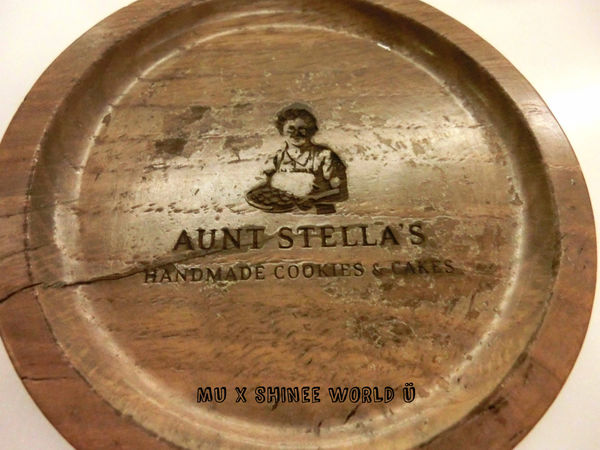 AUNT STELLA'S
HANDMADE COOKIES & CAKES
MU X SHINEE WORLD Ü